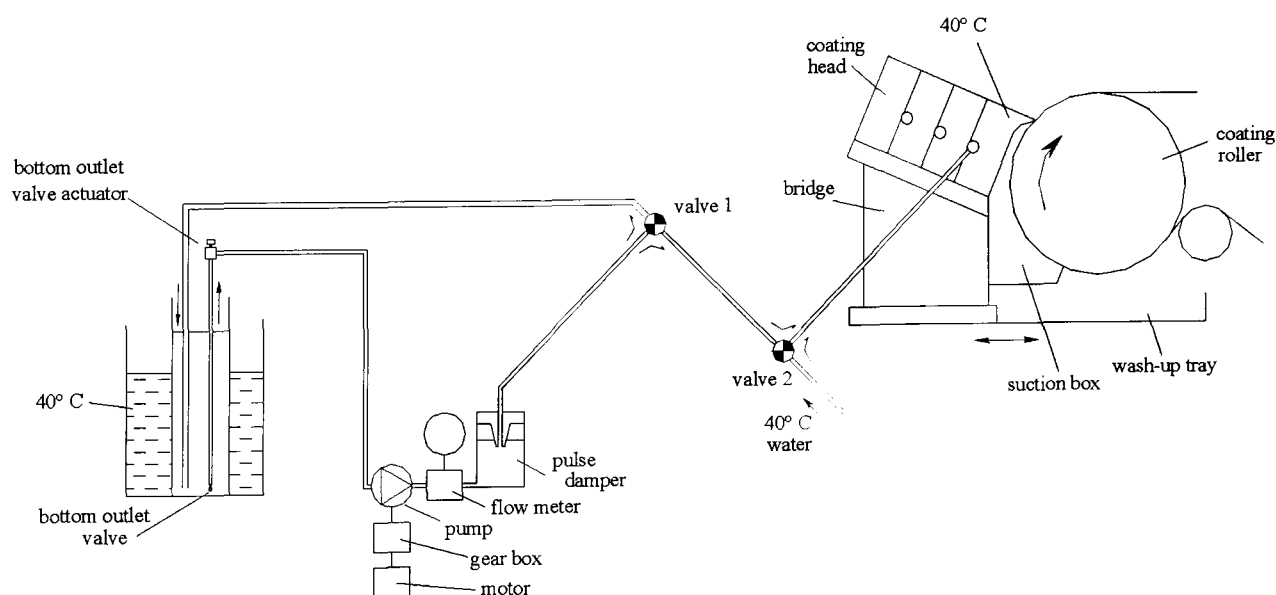 40° C
coating
head
coating
roller
bottom outlet
valve actuator
valve 1
bridge
valve 2
suction box
wash-up tray
40° C
40° C
water
pulse
damper
flow meter
bottom outlet
valve
pump
gear box
motor